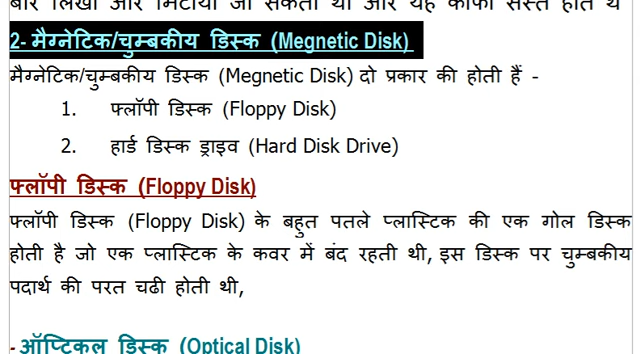 बार लिखा और मिटाया जा सकता था और यह काफी सस्ते होते थे
2- मैग्नेटिक/चुम्बकीय डिस्क (Megnetic Disk)
मैग्नेटिक/चुम्बकीय डिस्क (Megnetic Disk) दो प्रकार की होती हैं -
1. फ्लॉपी डिस्क (Floppy Disk)
2. हार्ड डिस्क ड्राइव (Hard Disk Drive)
फ्लॉपी डिस्क (Floppy Disk)
फ्लॉपी डिस्क (Floppy Disk) के बहुत पतले प्लास्टिक की एक गोल डिस्क
होती है जो एक प्लास्टिक के कवर में बंद रहती थी, इस डिस्क पर चुम्बकीय
पदार्थ की परत चढी होती थी,
- ऑप्टिकल डिस्क (Optical Disk)